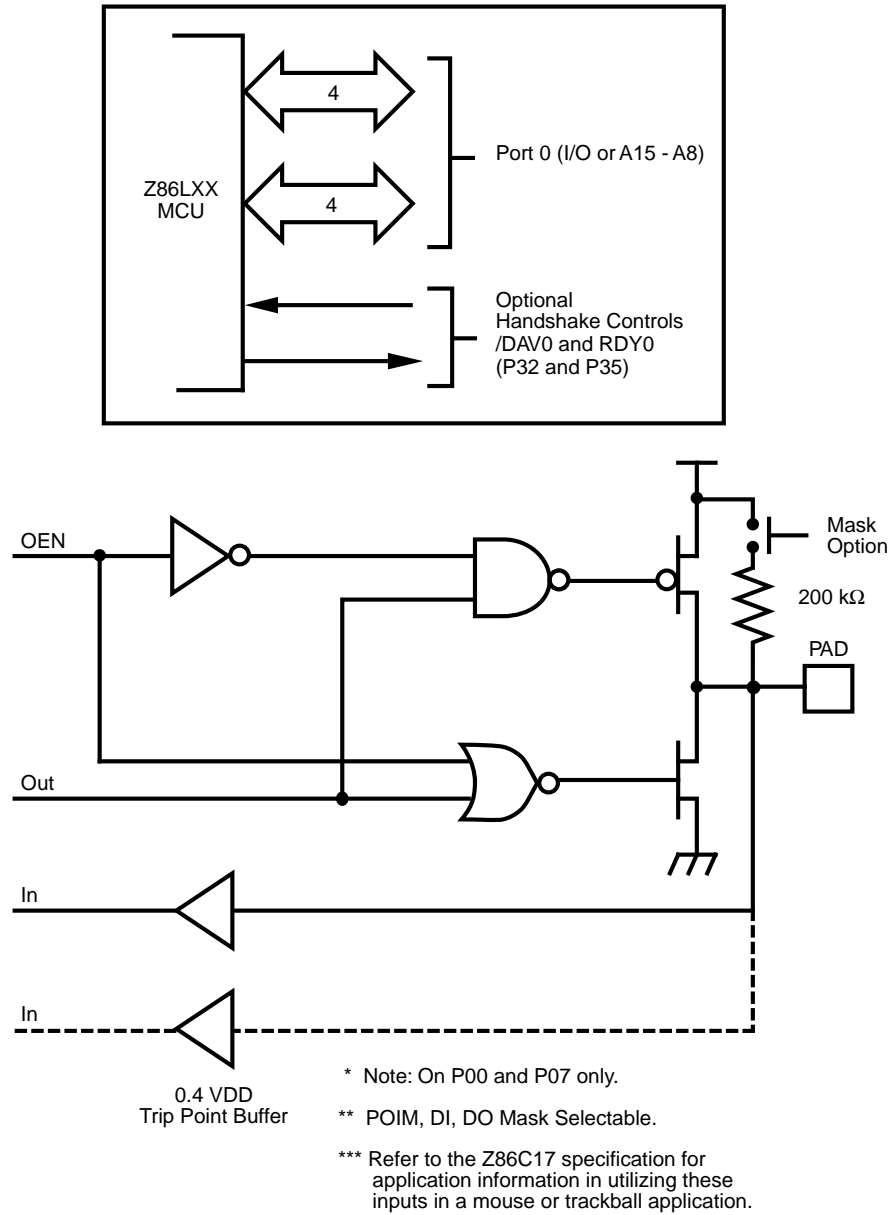 Z86LXX
MCU
4
4
Port 0 (I/O or A15 - A8)
Optional
Handshake Controls
/DAV0 and RDY0
(P32 and P35)
OEN
Mask
Option
200 kΩ
PAD
Out
In
In
0.4 VDD
Trip Point Buffer
* Note: On P00 and P07 only.
** POIM, DI, DO Mask Selectable.
*** Refer to the Z86C17 specification for
application information in utilizing these
inputs in a mouse or trackball application.